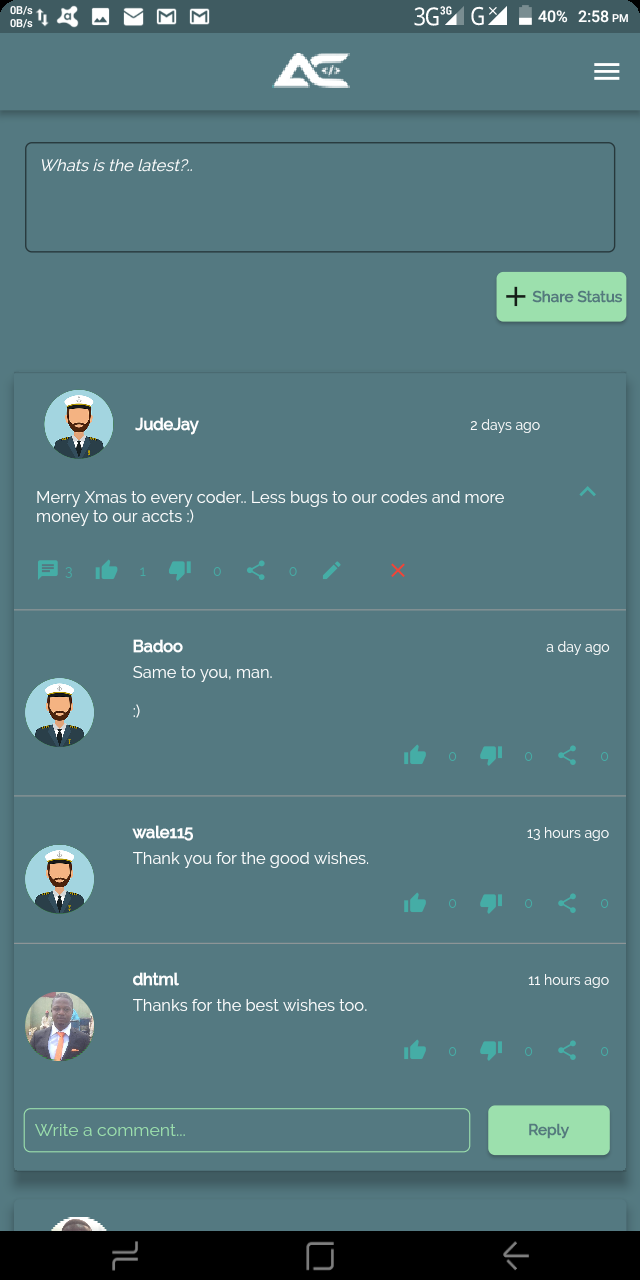 0B/s
0B/s
3G 3G G 40% 2:58 PM
AC </>
Whats is the latest?..
+ Share Status
JudeJay 2 days ago
Merry Xmas to every coder.. Less bugs to our codes and more
money to our accts :)
3 1 0 0
Badoo a day ago
Same to you, man.
:)
0 0 0
wale115 13 hours ago
Thank you for the good wishes.
0 0 0
dhtml 11 hours ago
Thanks for the best wishes too.
0 0 0
Write a comment... Reply